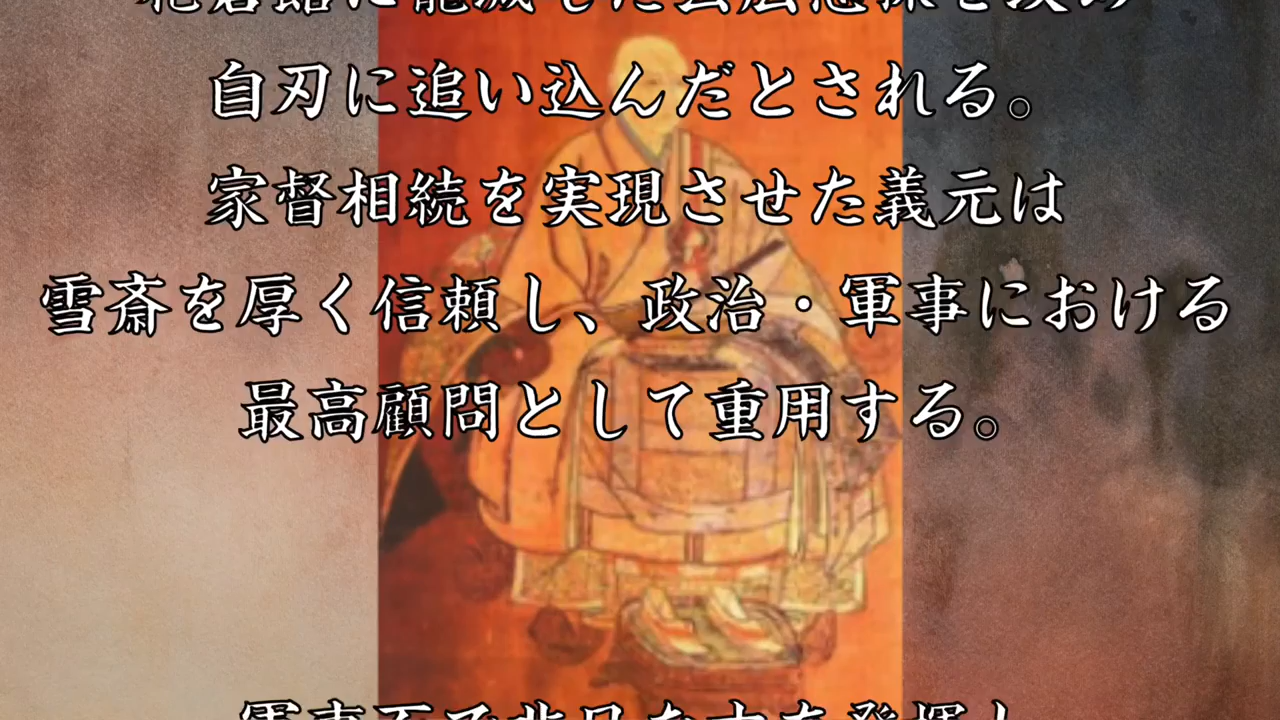 自刃に追い込んだとされる。
家督相続を実現させた義元は
雪斎を厚く信頼し、政治・軍事における
最高顧問として重用する。